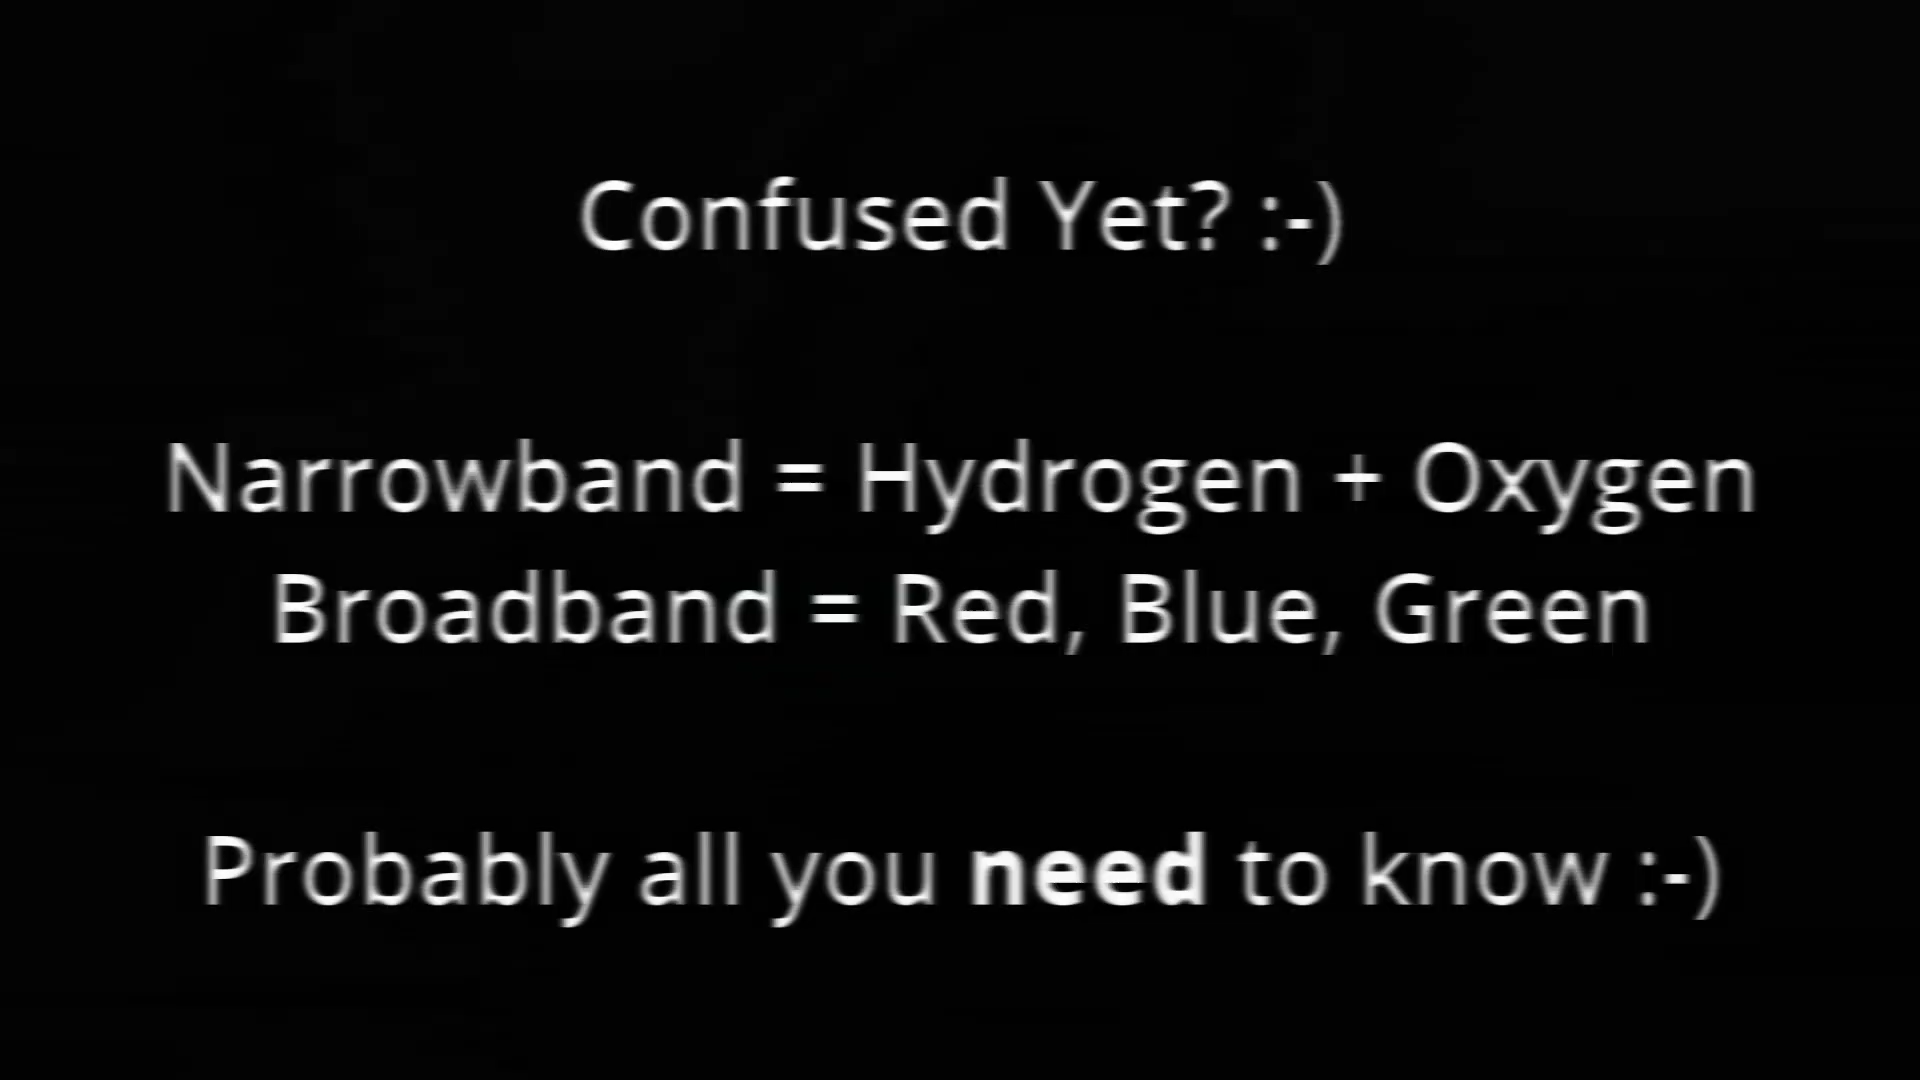 Confused Yet? :-)
Narrowband = Hydrogen + Oxygen
Broadband = Red, Blue, Green
Probably all you need to know :-)